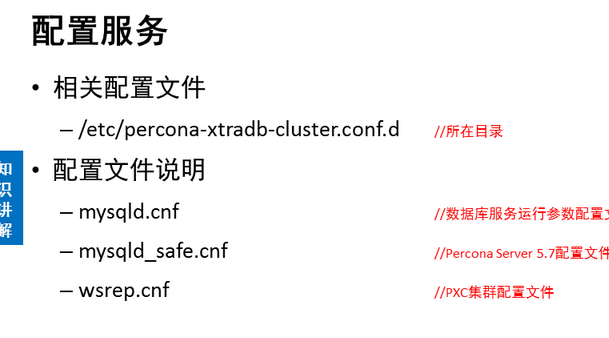 配置服务
• 相关配置文件
– /etc/percona-xtradb-cluster.conf.d //所在目录
知识讲解
• 配置文件说明
– mysqld.cnf //数据库服务运行参数配置文
– mysqld_safe.cnf //Percona Server 5.7配置文件
– wsrep.cnf //PXC集群配置文件